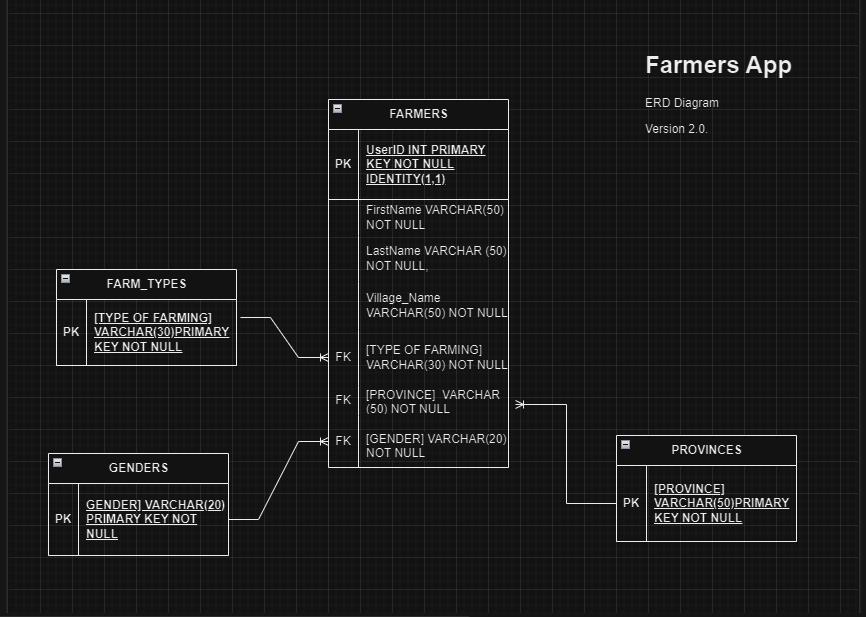 Farmers App
ERD Diagram
Version 2.0.
FARMERS
PK
UserID INT PRIMARY
KEY NOT NULL
IDENTITY(1,1)
FirstName VARCHAR(50)
NOT NULL
LastName VARCHAR (50)
NOT NULL,
Village_Name
VARCHAR(50) NOT NULL
FK
[TYPE OF FARMING]
VARCHAR(30) NOT NULL
FK
[PROVINCE]  VARCHAR
(50) NOT NULL
FK
[GENDER] VARCHAR(20)
NOT NULL
FARM_TYPES
PK
[TYPE OF FARMING]
VARCHAR(30)PRIMARY
KEY NOT NULL
GENDERS
PK
GENDER] VARCHAR(20)
PRIMARY KEY NOT
NULL
PROVINCES
PK
[PROVINCE]
VARCHAR(50)PRIMARY
KEY NOT NULL